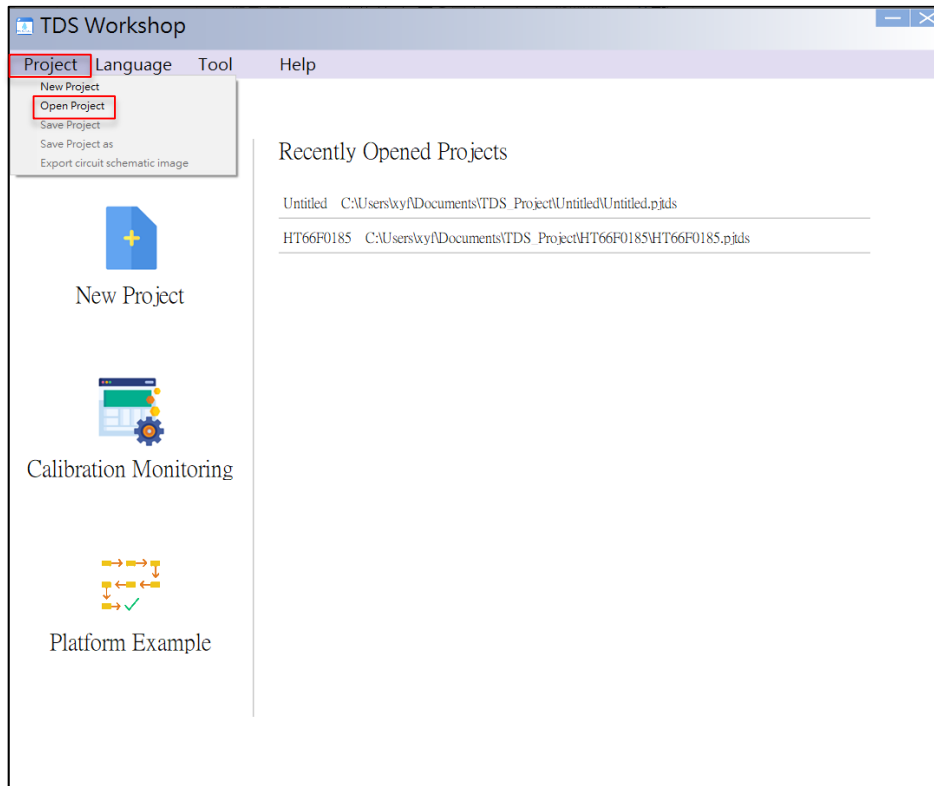 TDS Workshop
Project Language Tool Help
New Project
Open Project
Save Project
Save Project as
Export circuit schematic image
Recently Opened Projects
Untitled C:\Users\xyf\Documents\TDS_Project\Untitled\Untitled.pjtds
HT66F0185 C:\Users\xyf\Documents\TDS_Project\HT66F0185\HT66F0185.pjtds
New Project
Calibration Monitoring
Platform Example